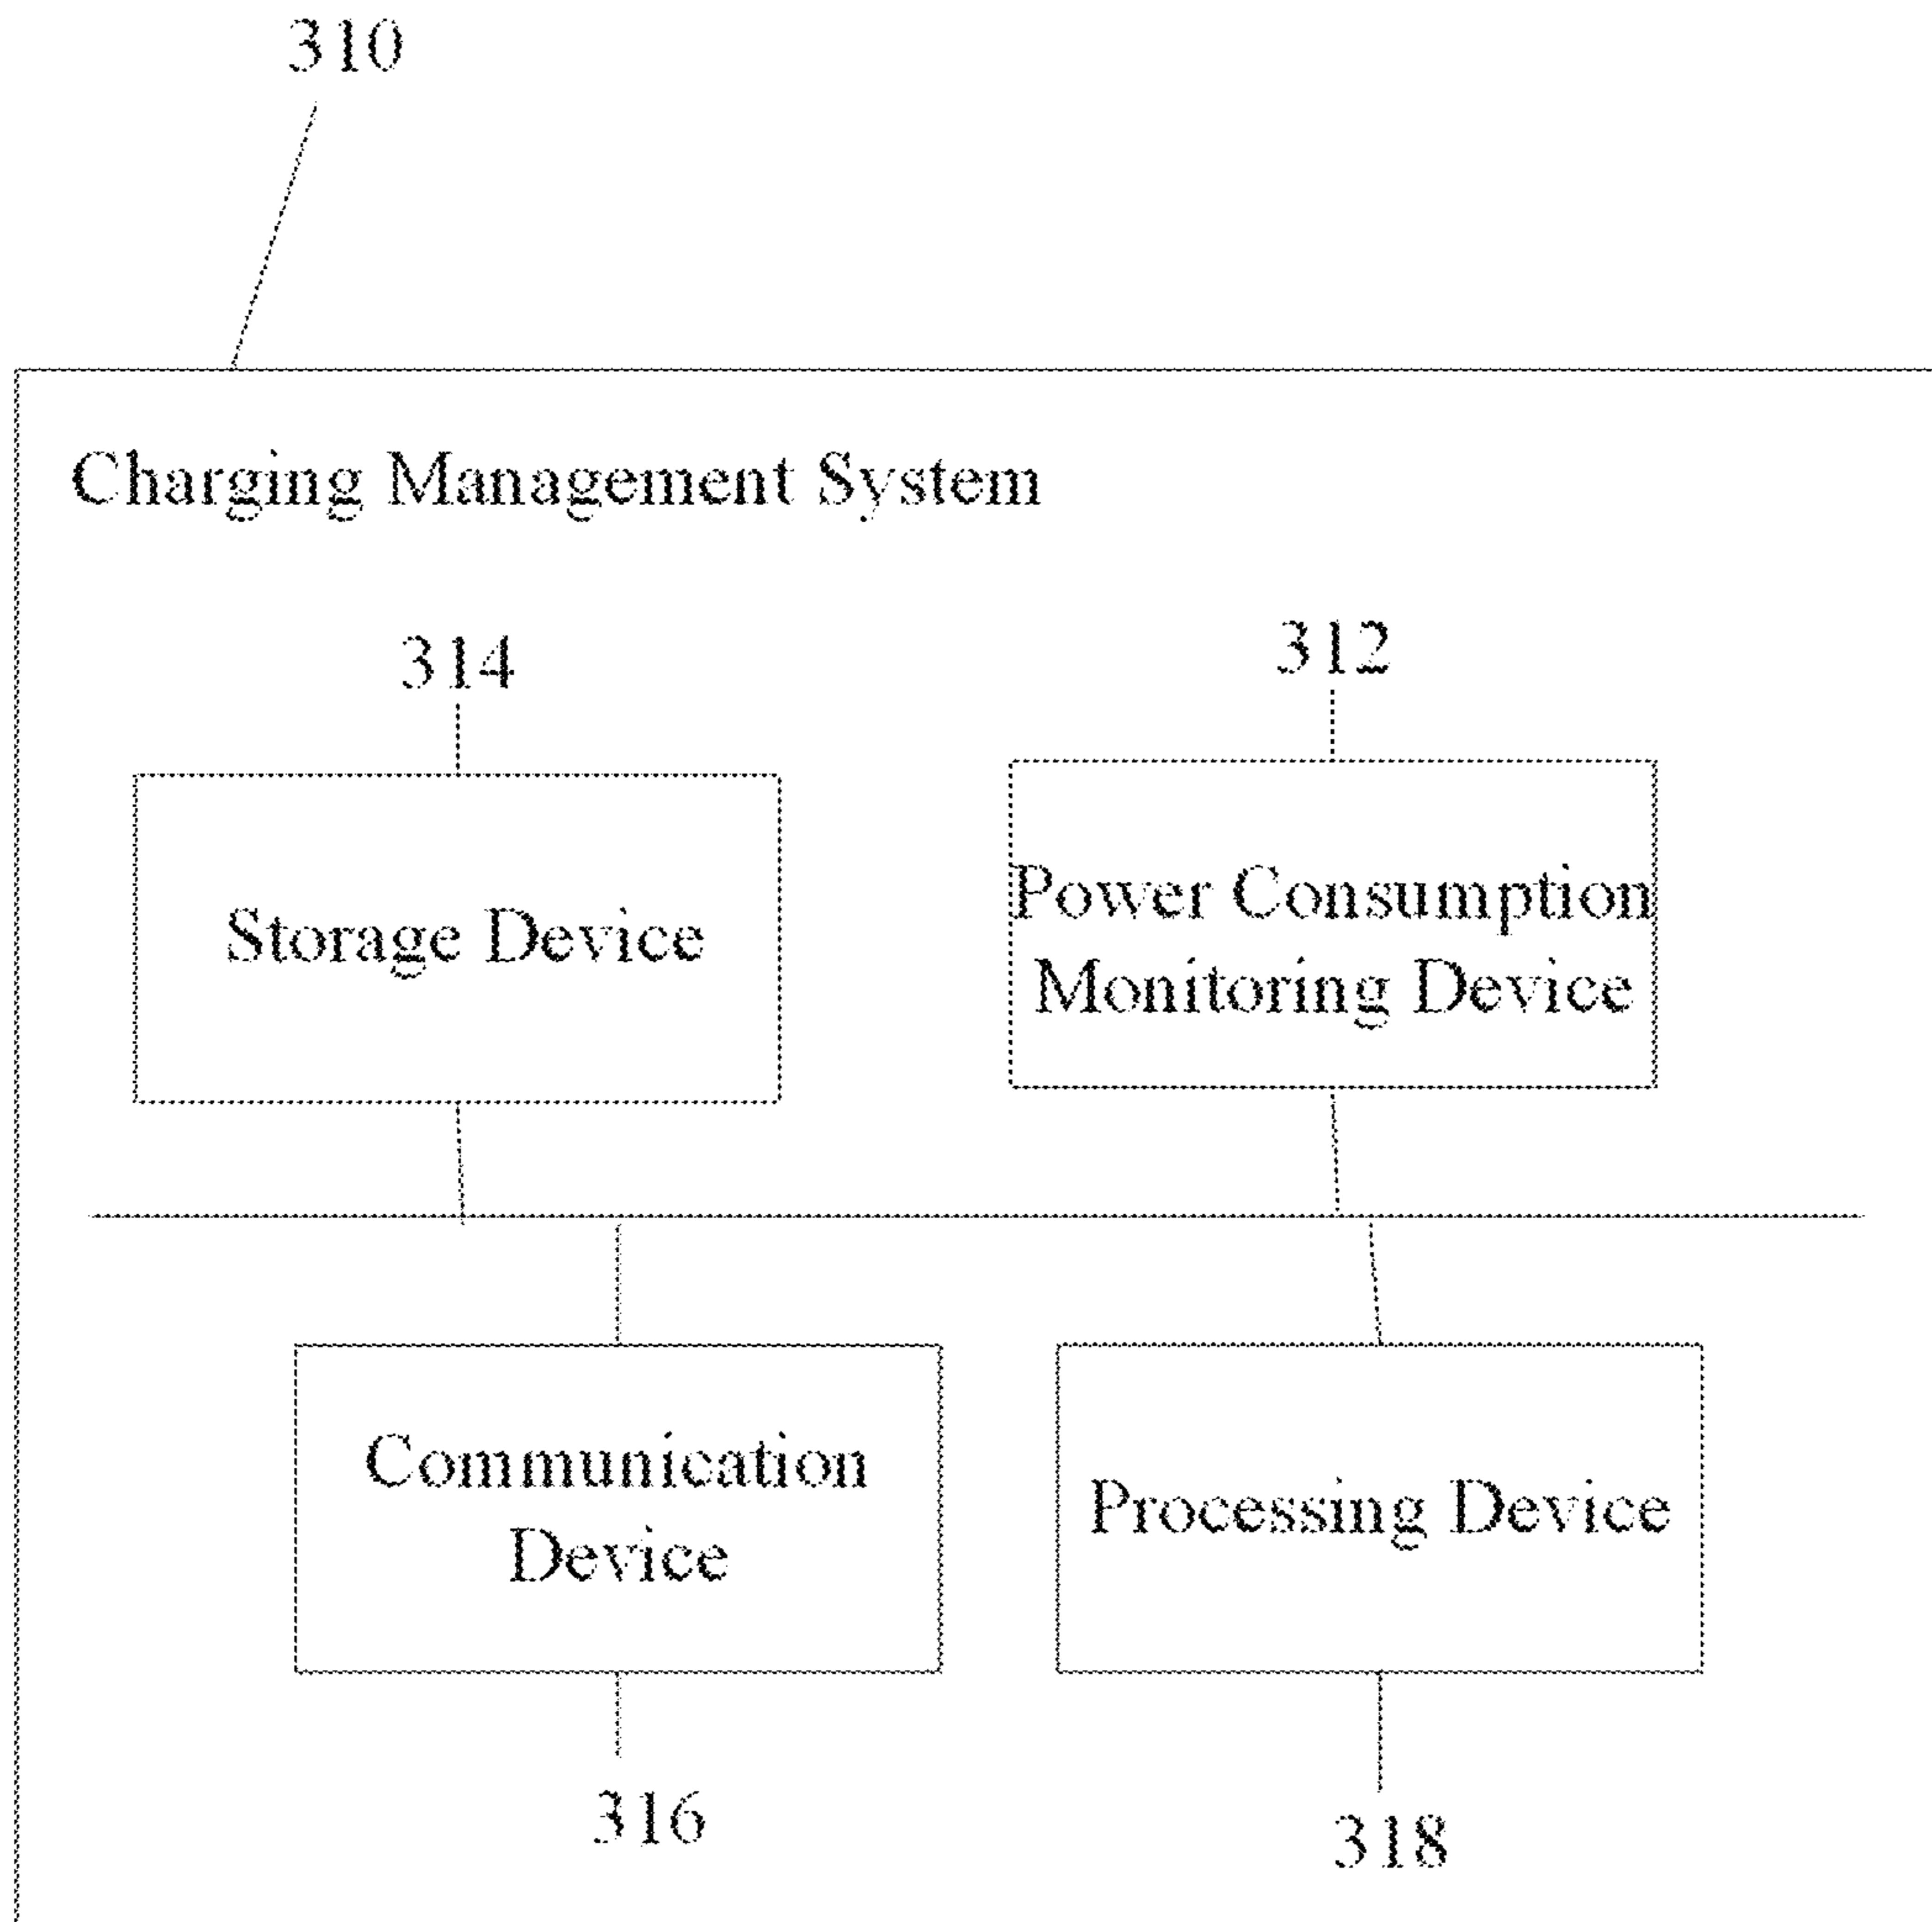 310
Charging Management System
314
312
Storage Device
Power Consumption
Monitoring Device
Communication
Device
Processing Device
316
318